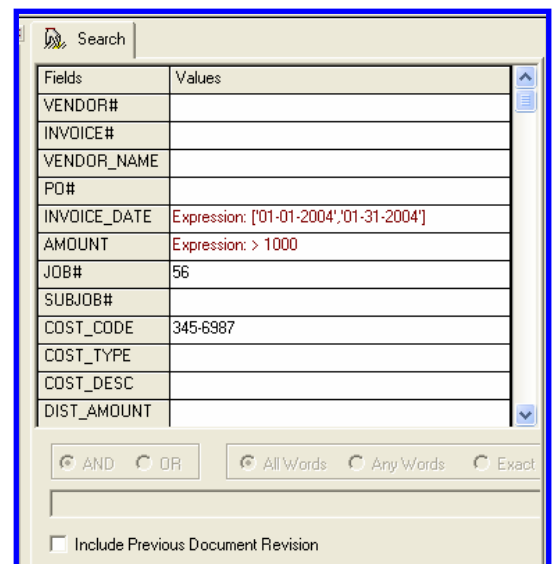 Search
Fields Values
VENDOR#
INVOICE#
VENDOR_NAME
PO#
INVOICE_DATE Expression: ['01-01-2004','01-31-2004']
AMOUNT Expression: > 1000
JOB# 56
SUBJOB#
COST_CODE 345-6987
COST_TYPE
COST_DESC
DIST_AMOUNT
AND OR All Words Any Words Exact
Include Previous Document Revision